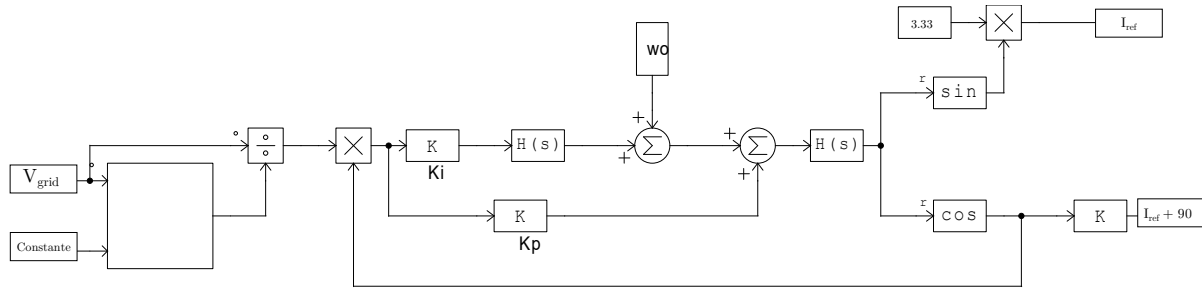 3.33
I_ref
wo
r
sin
K
H(s)
Σ
Σ
H(s)
Ki
V_grid
r
K
cos
K
I_ref + 90
Kp
Constante